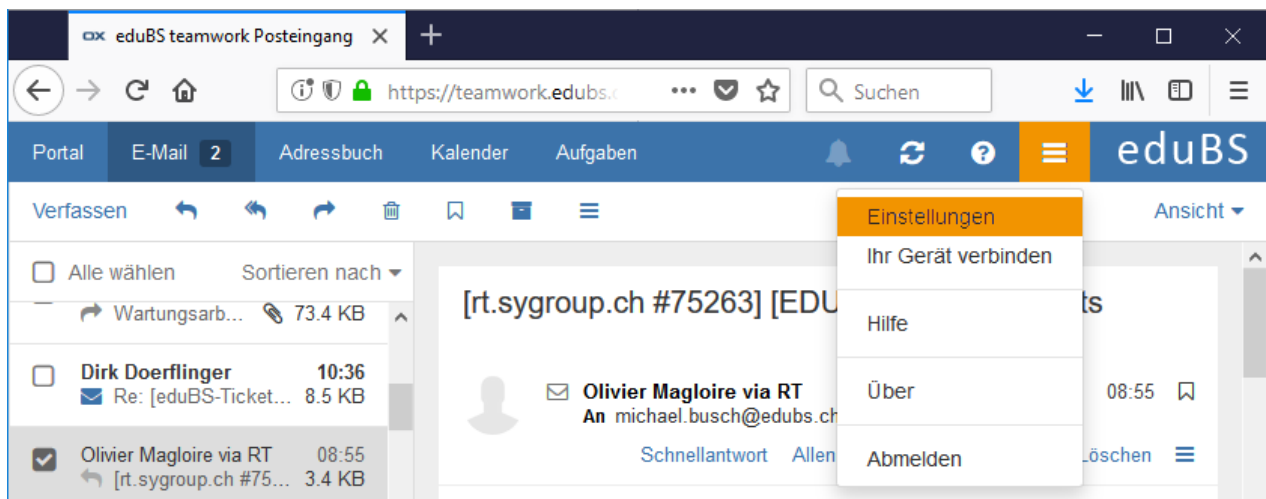 eduBS teamwork Posteingang
https://teamwork.edubs.c
Suchen
Portal E-Mail 2 Adressbuch Kalender Aufgaben eduBS
Verfassen Ansicht
Einstellungen
Ihr Gerät verbinden
Hilfe
Über
Abmelden
Alle wählen Sortieren nach
Wartungsarb... 73.4 KB
Dirk Doerflinger 10:36
Re: [eduBS-Ticket... 8.5 KB
Olivier Magloire via RT 08:55
[rt.sygroup.ch #75... 3.4 KB
[rt.sygroup.ch #75263] [EDU ts
Olivier Magloire via RT 08:55
An michael.busch@edubs.ch
Schnellantwort Allen Löschen